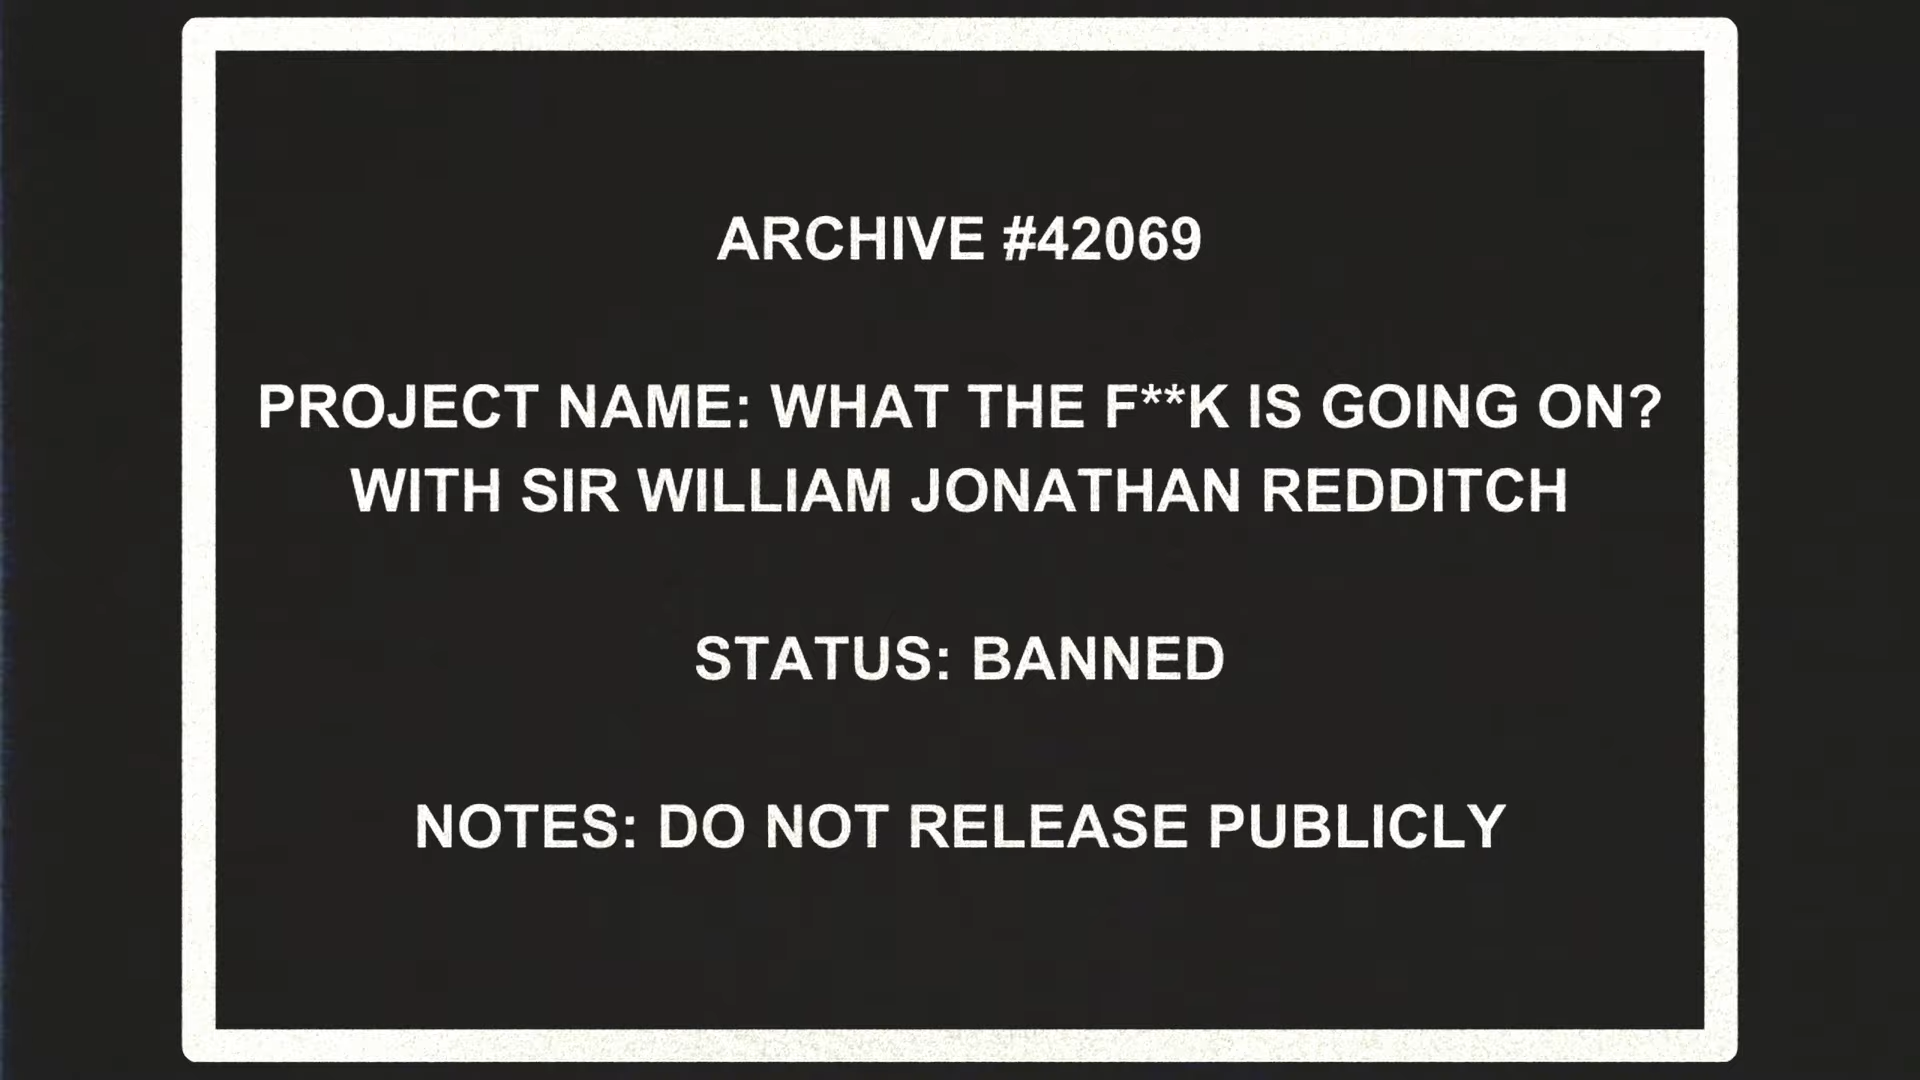 ARCHIVE #42069
PROJECT NAME: WHAT THE F**K IS GOING ON?
WITH SIR WILLIAM JONATHAN REDDITCH
STATUS: BANNED
NOTES: DO NOT RELEASE PUBLICLY